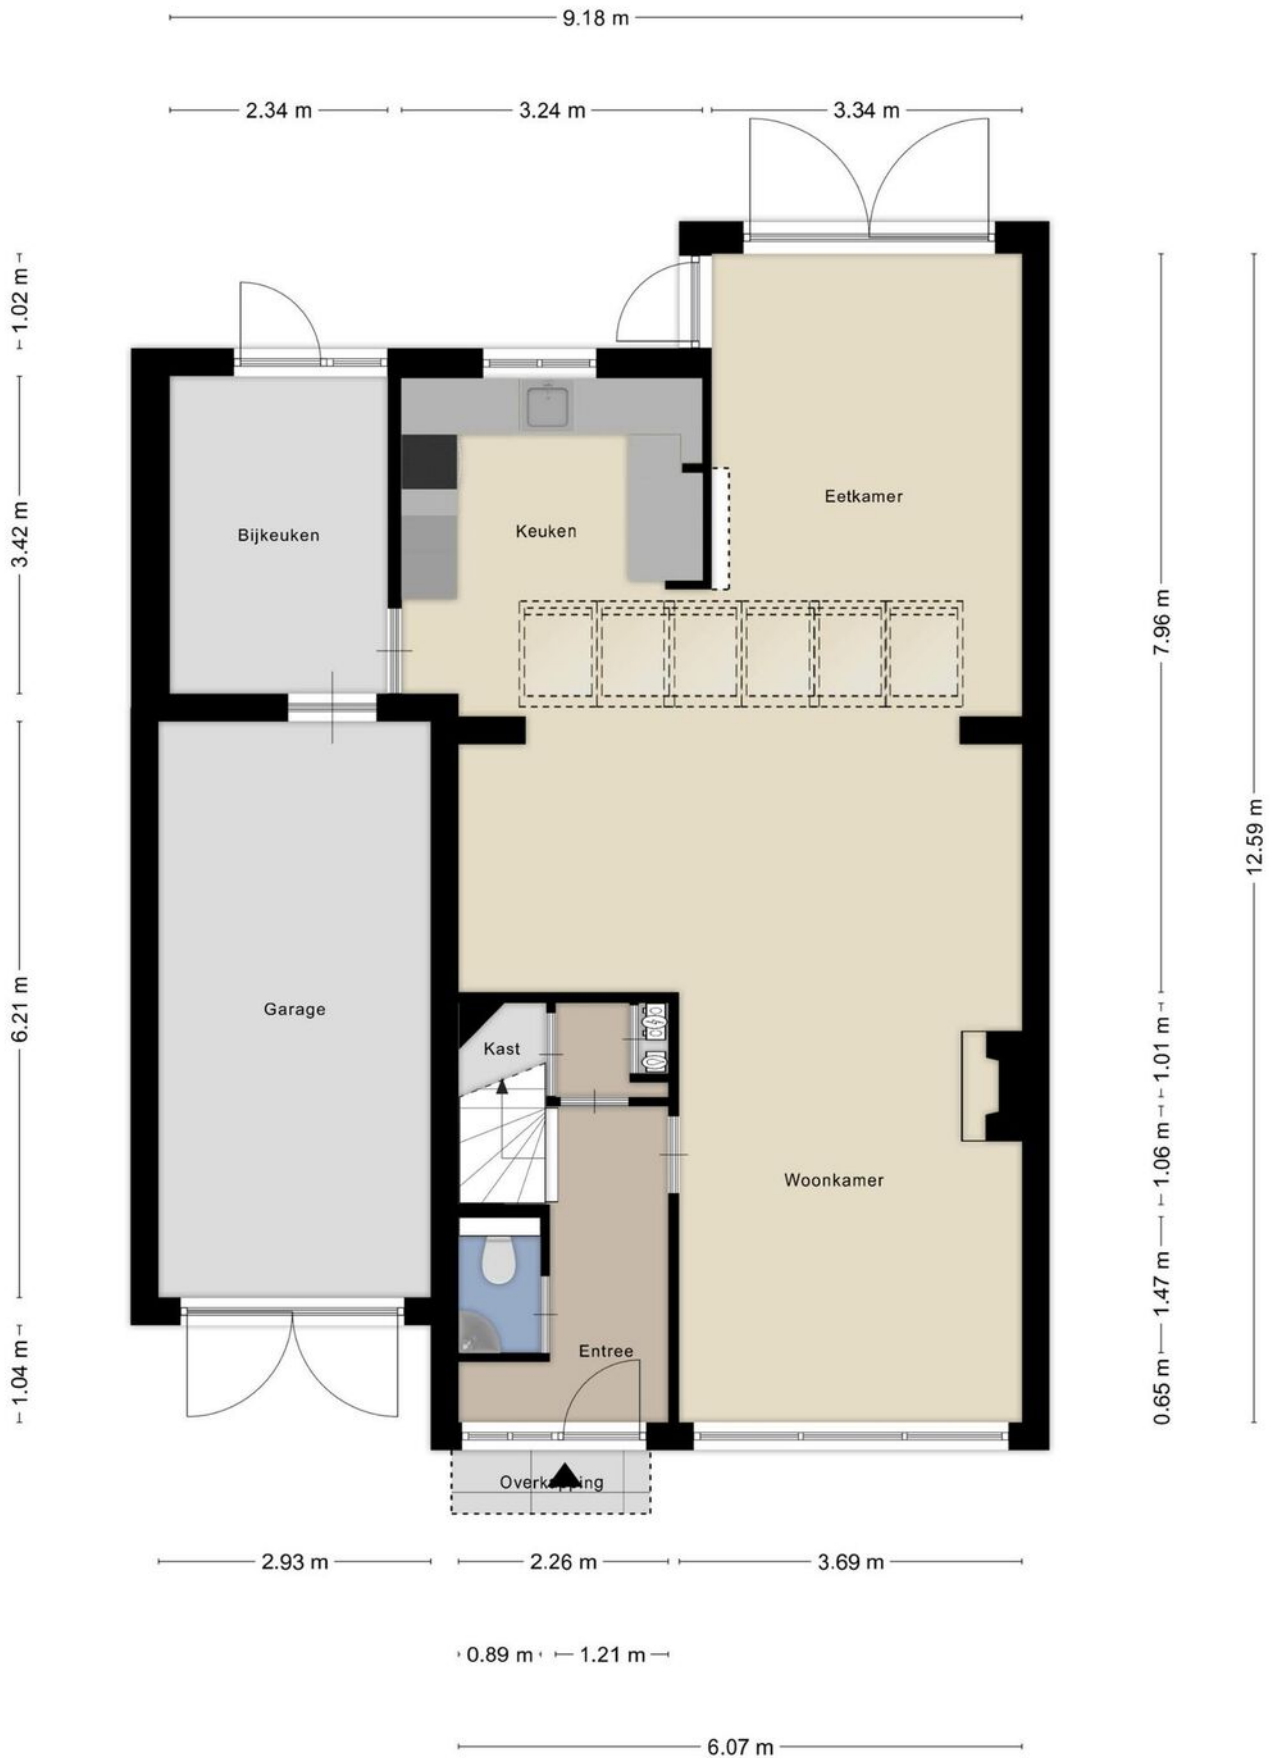 9.18 m
2.34 m
3.24 m
3.34 m
1.02 m
3.42 m
6.21 m
1.04 m
Bijkeuken
Keuken
Eetkamer
7.96 m
12.59 m
Garage
Kast
Woonkamer
1.01 m
1.06 m
1.47 m
0.65 m
Entree
Overkapping
2.93 m
2.26 m
3.69 m
0.89 m
1.21 m
6.07 m